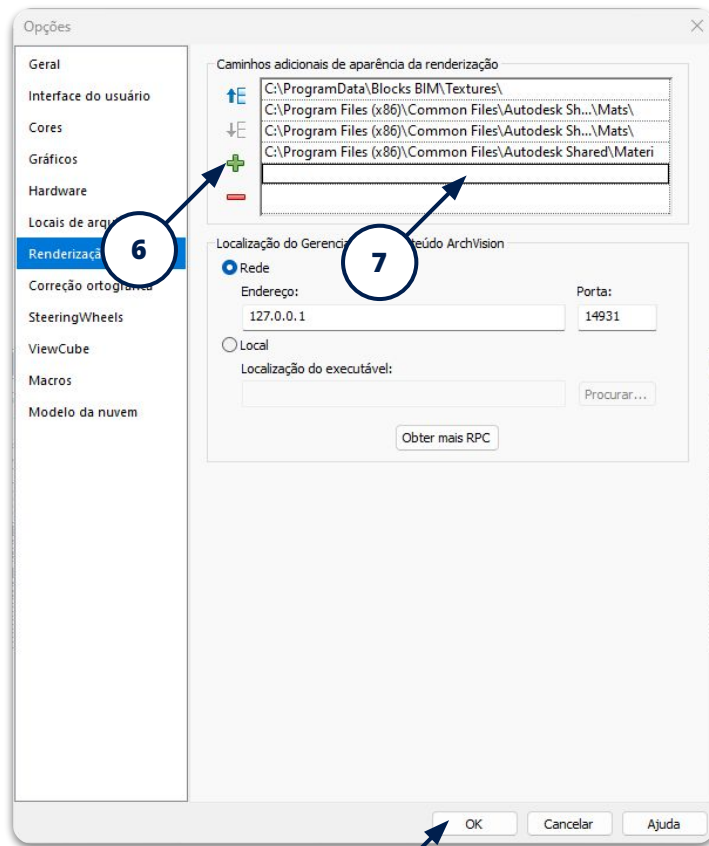 Opções
Geral
Interface do usuário
Cores
Gráficos
Hardware
Locais de arqu
Renderizaçã
Correção ortográfica
SteeringWheels
ViewCube
Macros
Modelo da nuvem
Caminhos adicionais de aparência da renderização
C:\ProgramData\Blocks BIM\Textures\
C:\Program Files (x86)\Common Files\Autodesk Sh...\Mats\
C:\Program Files (x86)\Common Files\Autodesk Sh...\Mats\
C:\Program Files (x86)\Common Files\Autodesk Shared\Materi
6
7
Localização do Gerencia teúdo ArchVision
Rede
Endereço:
Porta:
127.0.0.1
14931
Local
Localização do executável:
Procurar...
Obter mais RPC
OK
Cancelar
Ajuda